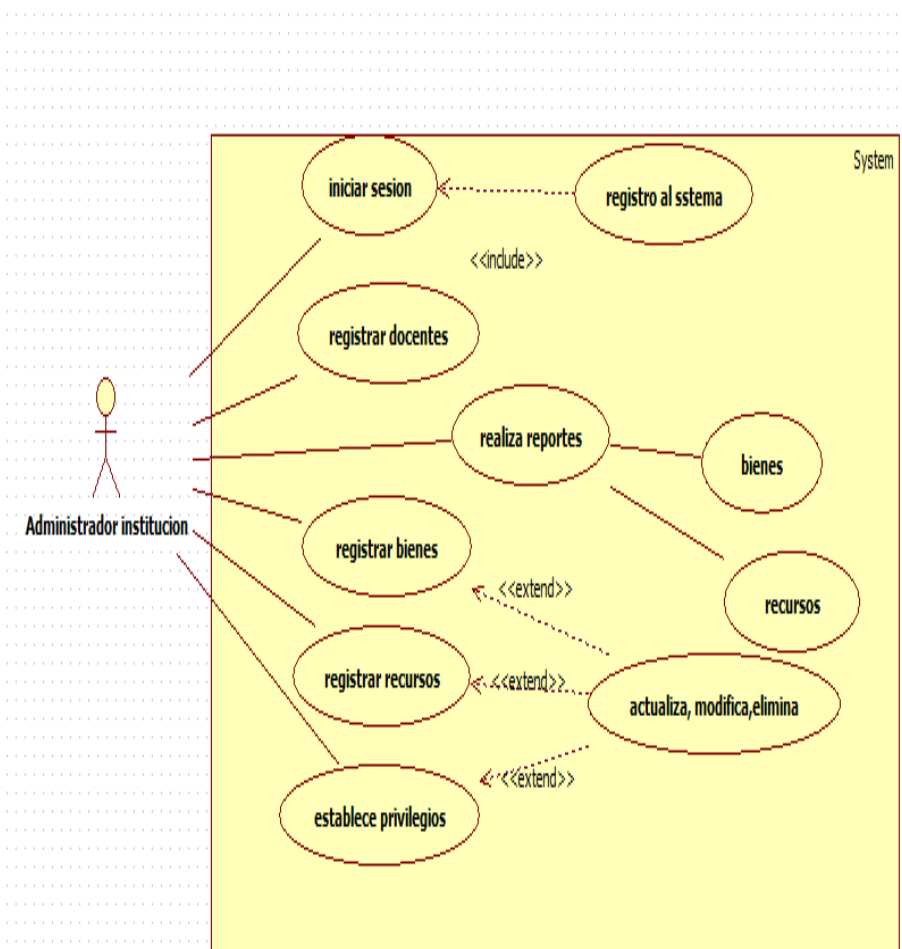 System
iniciar sesion
registro al sstema
<<include>>
registrar docentes
realiza reportes
bienes
Administrador institucion
registrar bienes
<<extend>>
recursos
registrar recursos
<<extend>>
actualiza, modifica,elimina
<<extend>>
establece privilegios